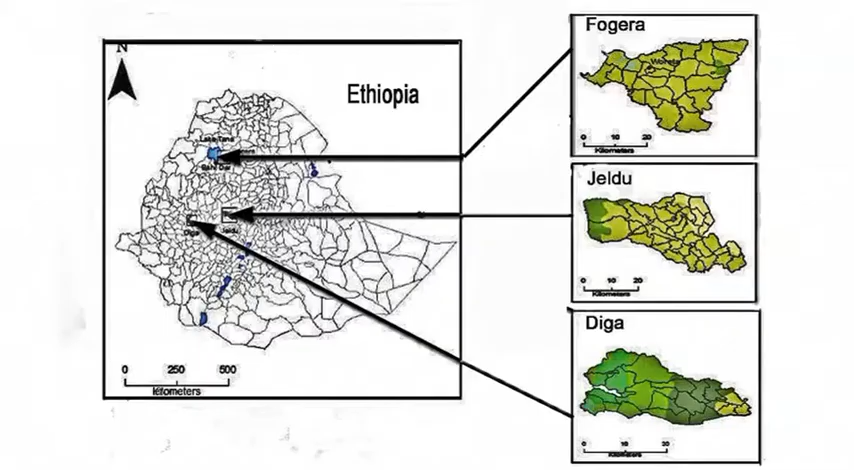 N
Ethiopia
Lake Tana
Bahi Dar
Jeldu
Diga
0 250 500
Kilometers
Fogera
Woreta
0 10 20
Kilometers
Jeldu
0 10 20
Kilometers
Diga
0 10 20
Kilometers